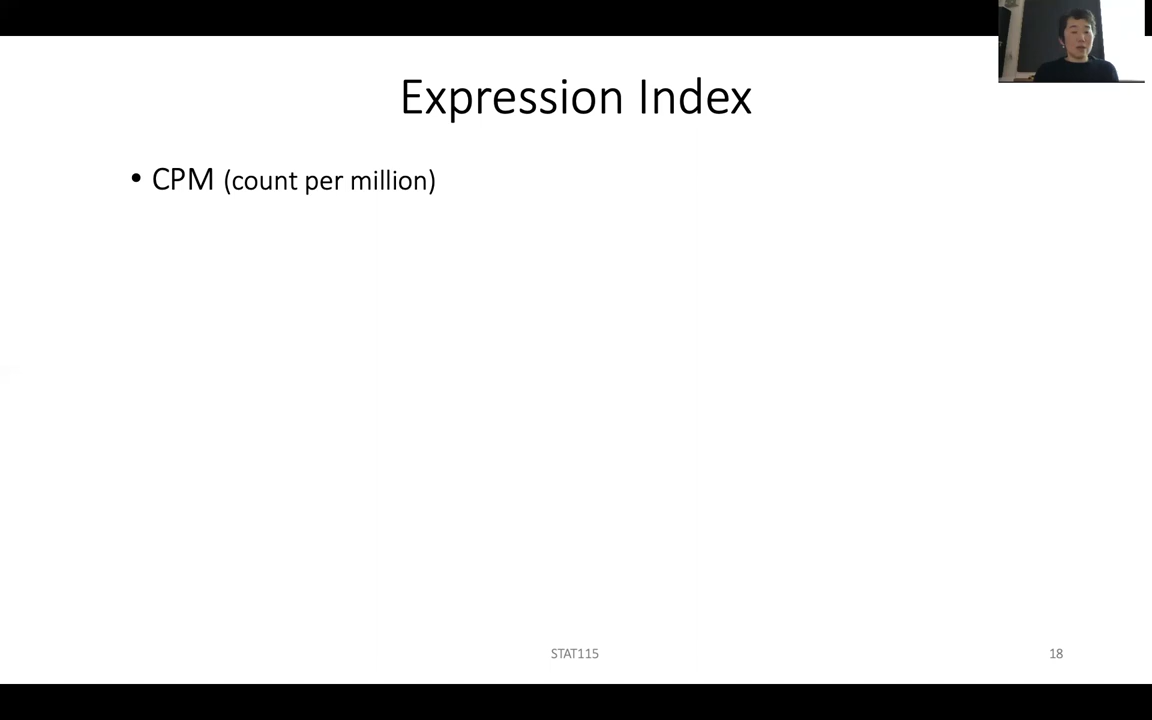 Expression Index
• CPM (count per million)
STAT115
18